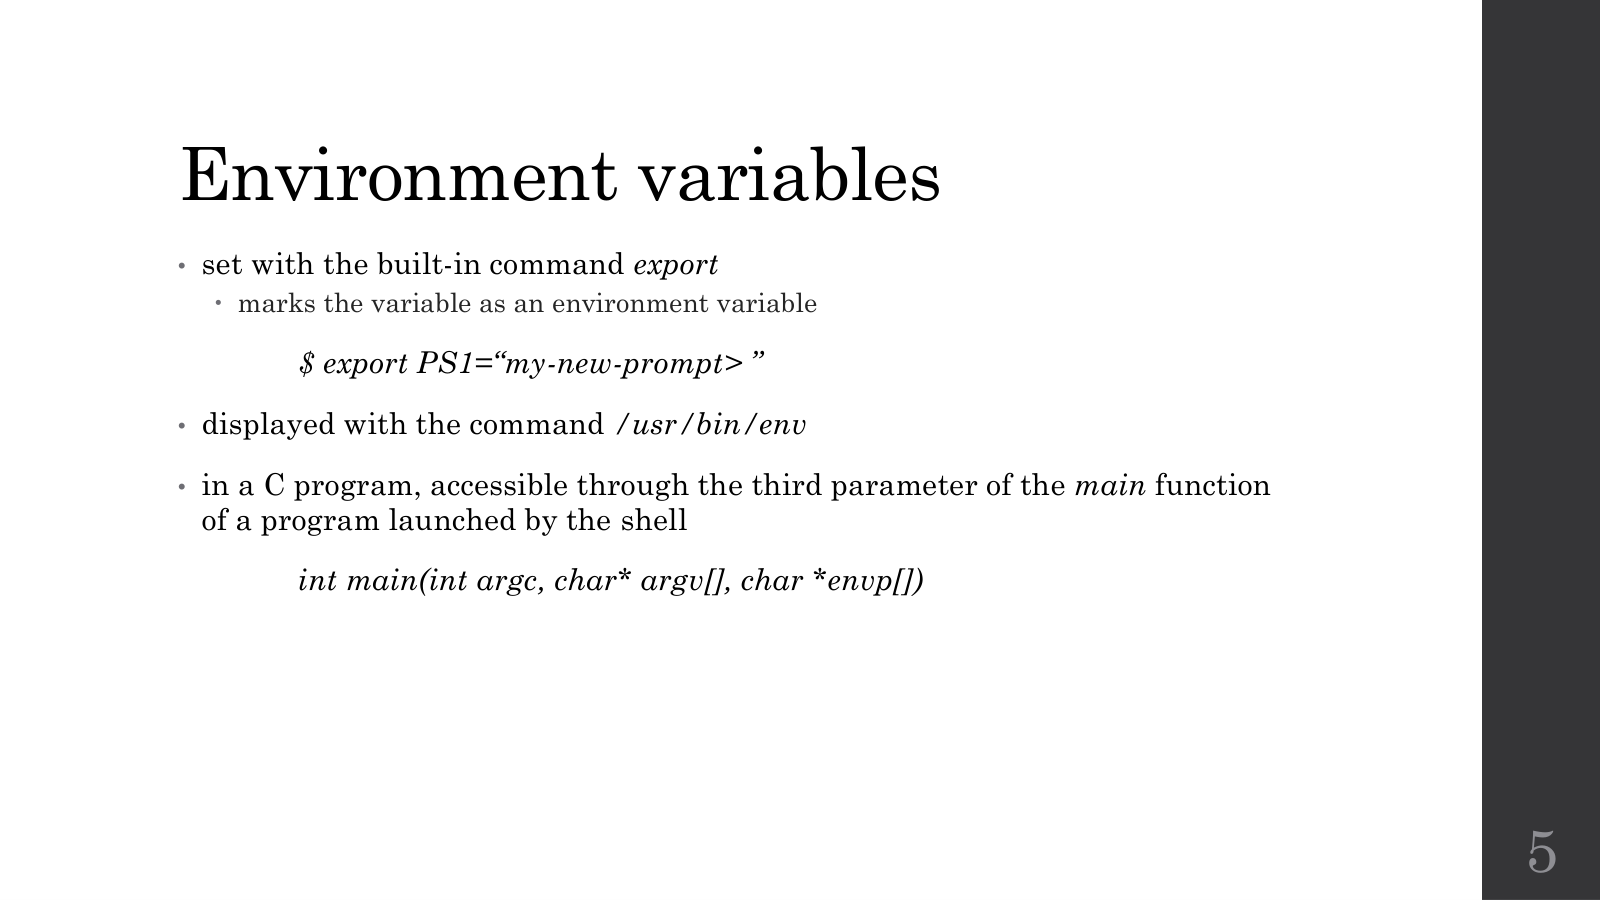 Environment variables
• set with the built-in command export
• marks the variable as an environment variable
$ export PS1=“my-new-prompt> ”
• displayed with the command /usr/bin/env
• in a C program, accessible through the third parameter of the main function
of a program launched by the shell
int main(int argc, char* argv[], char *envp[])
5